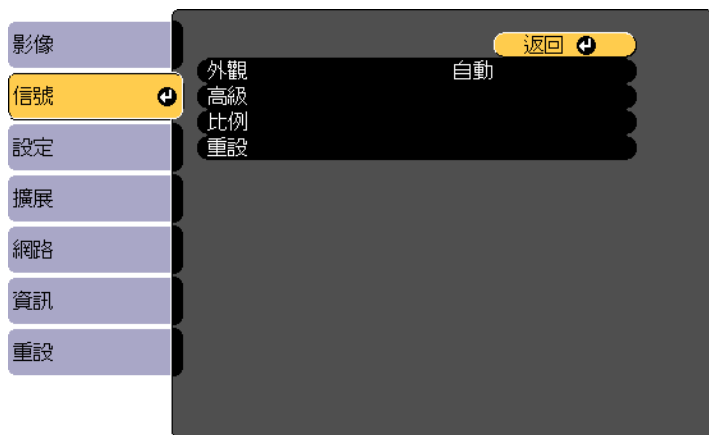 影像
信號
設定
擴展
網路
資訊
重設
返回
外觀 自動
高級
比例
重設